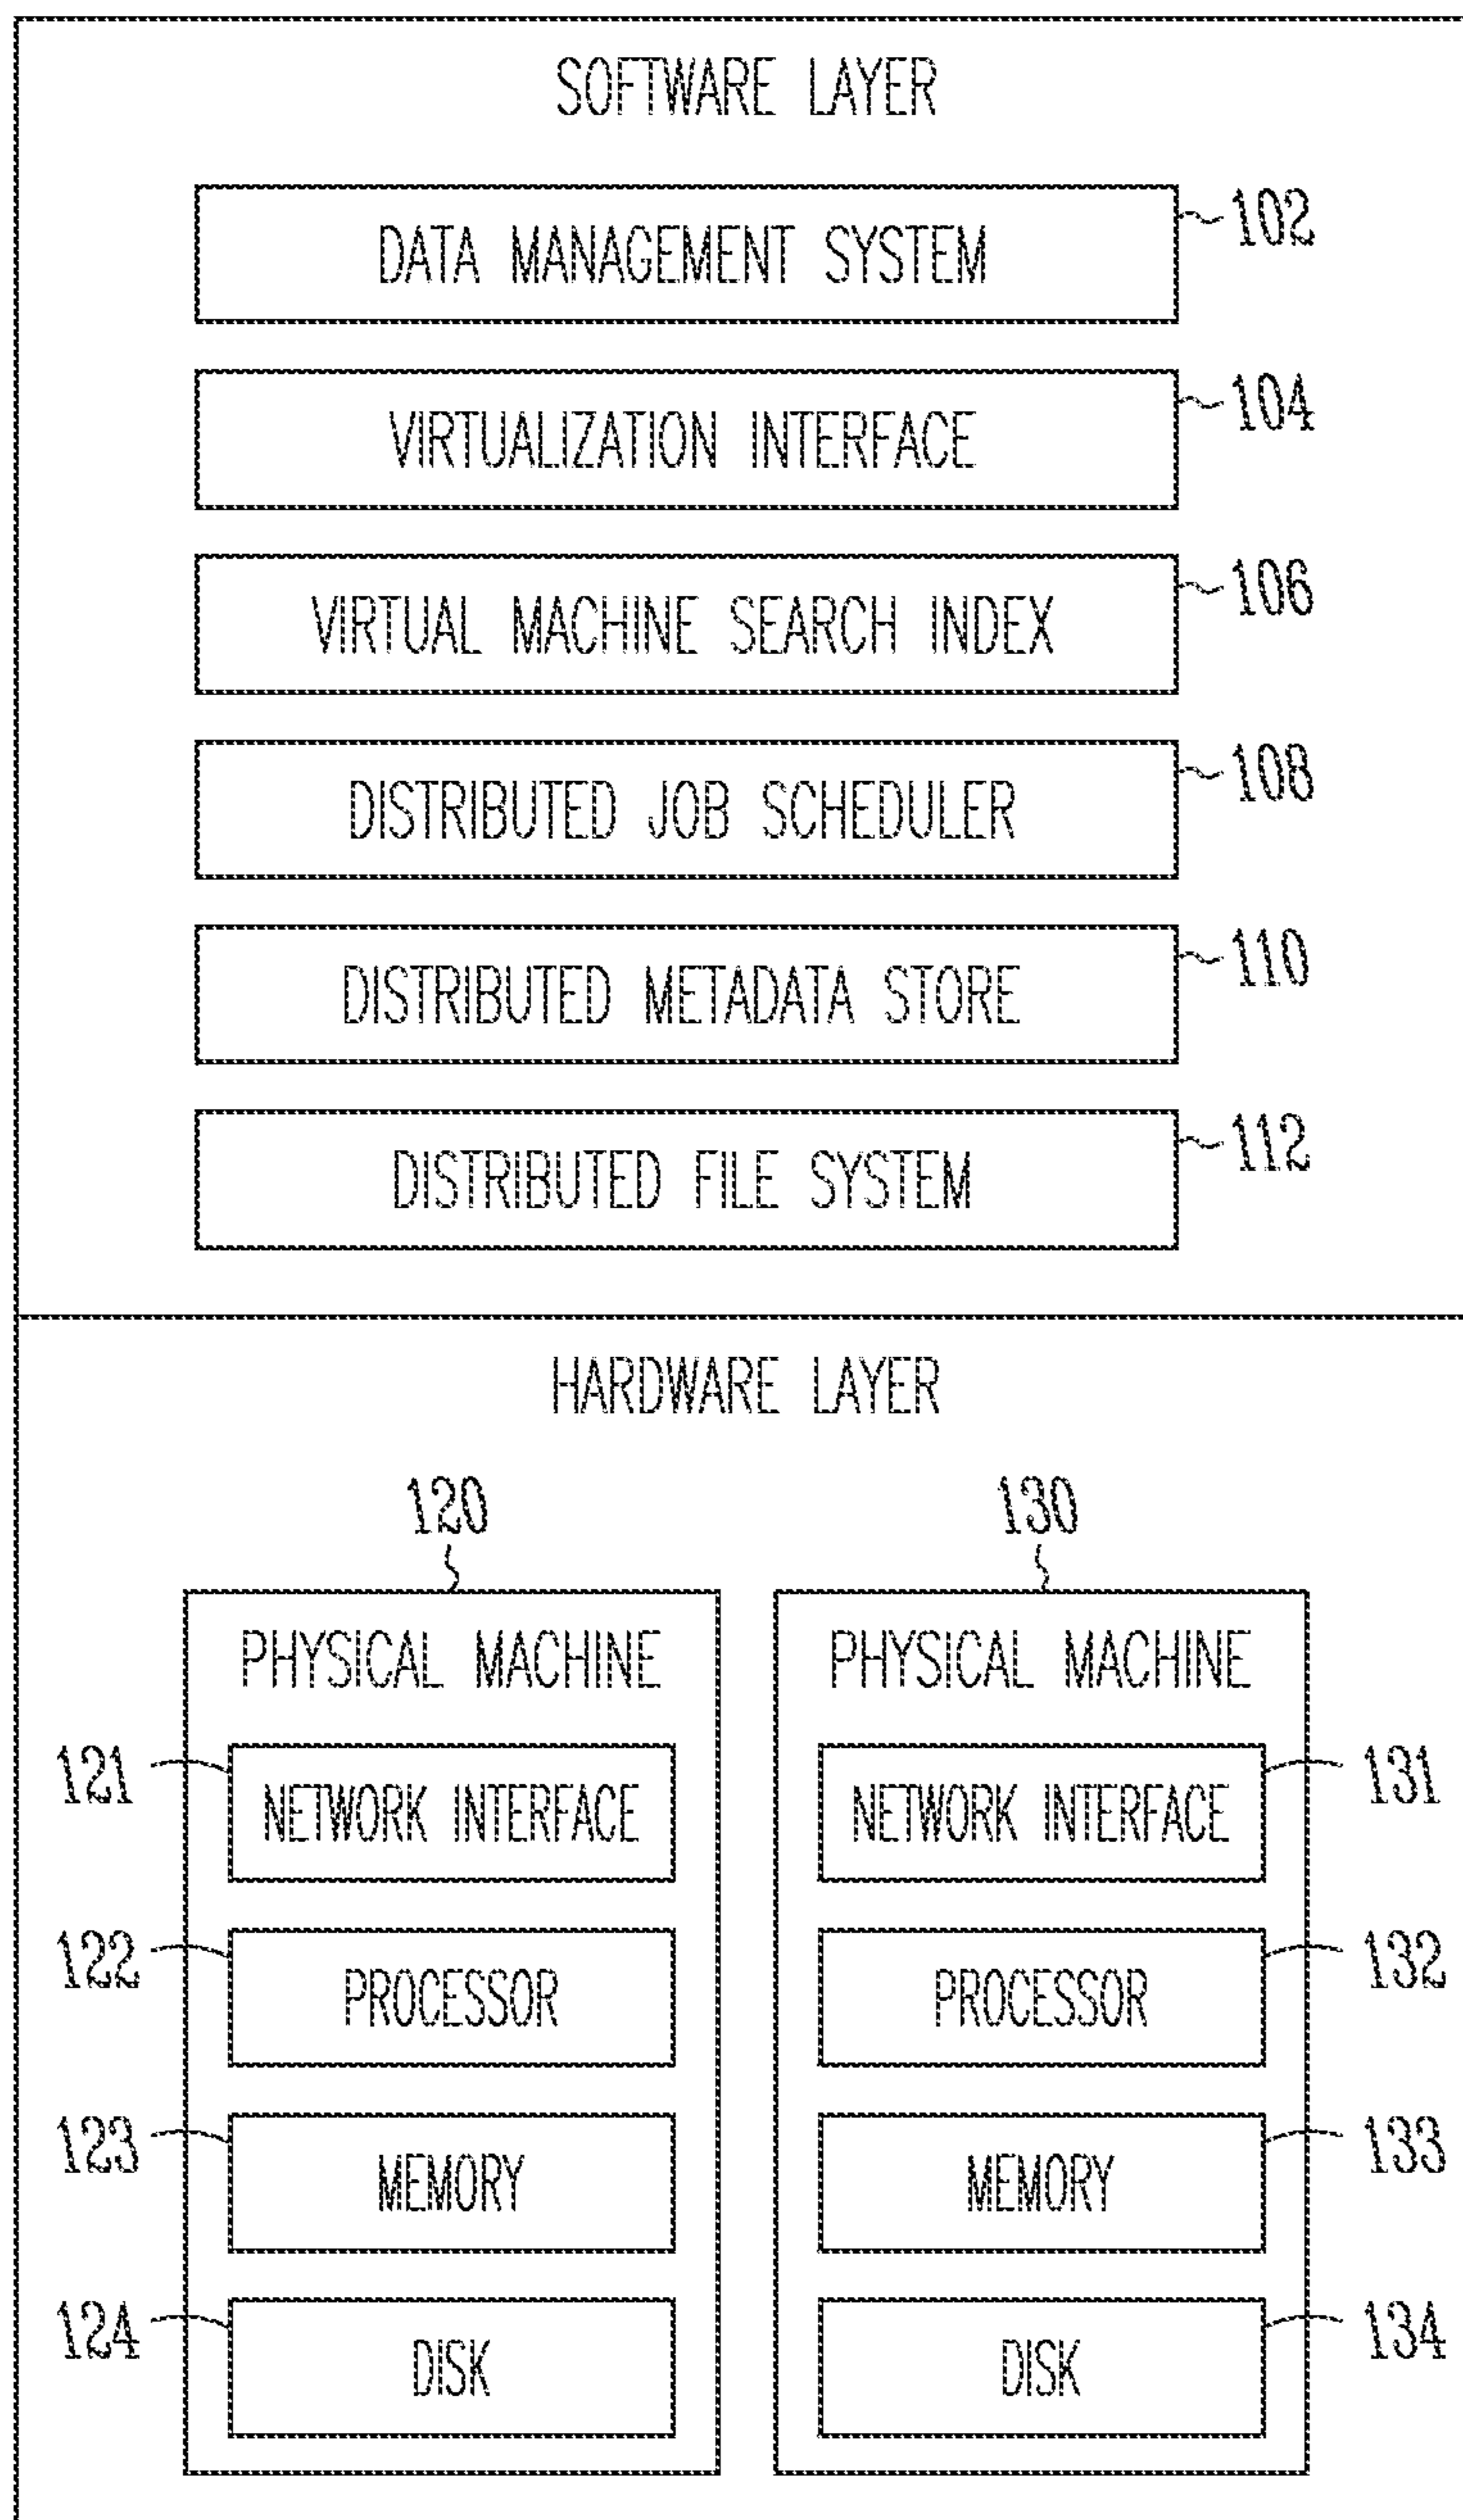 SOFTWARE LAYER
DATA MANAGEMENT SYSTEM
102
VIRTUALIZATION INTERFACE
104
VIRTUAL MACHINE SEARCH INDEX
106
DISTRIBUTED JOB SCHEDULER
108
DISTRIBUTED METADATA STORE
110
DISTRIBUTED FILE SYSTEM
112
HARDWARE LAYER
120
PHYSICAL MACHINE
121
NETWORK INTERFACE
122
PROCESSOR
123
MEMORY
124
DISK
130
PHYSICAL MACHINE
NETWORK INTERFACE
131
PROCESSOR
132
MEMORY
133
DISK
134